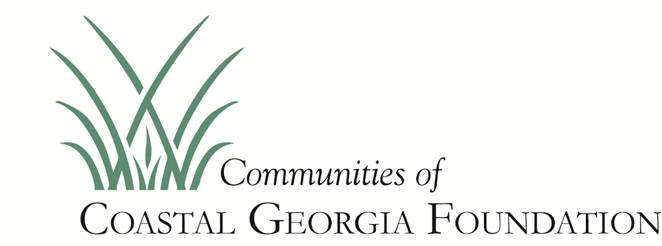 Communities of
COASTAL GEORGIA FOUNDATION